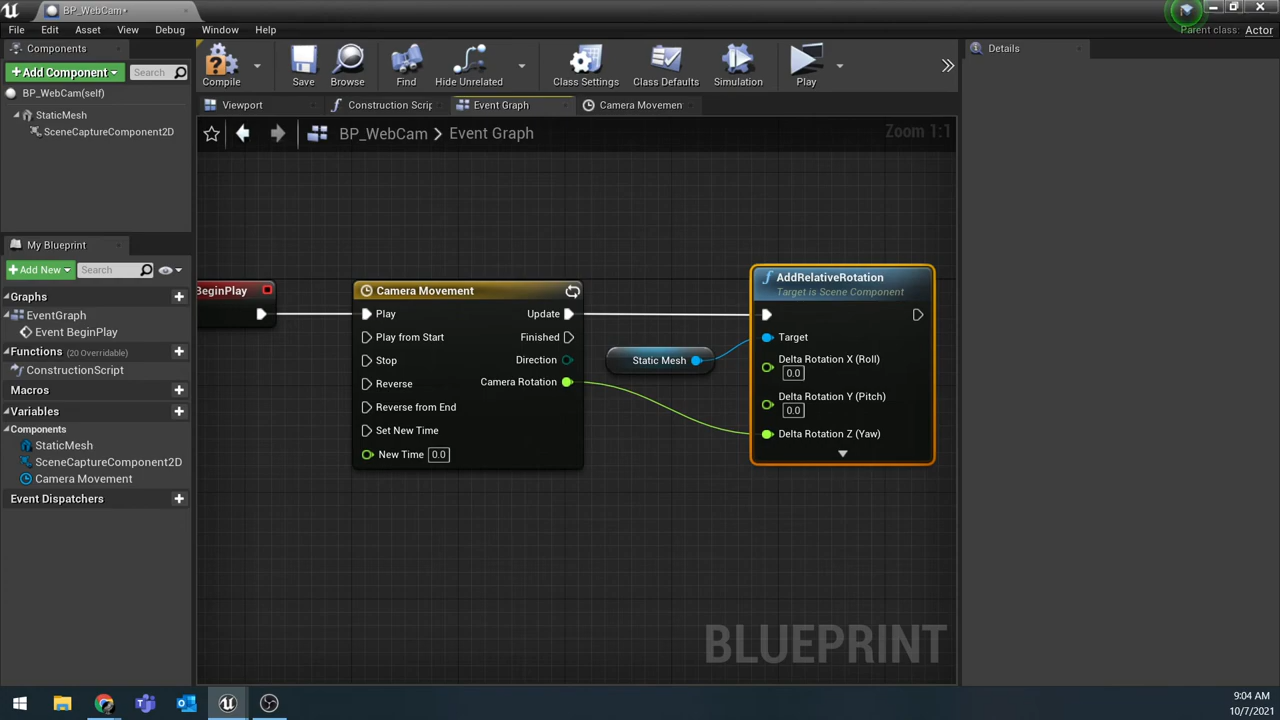 BP_WebCam*
Parent class: Actor
File Edit Asset View Debug Window Help
Components
+Add Component
Search
BP_WebCam(self)
StaticMesh
SceneCaptureComponent2D
Compile
Save
Browse
Find
Hide Unrelated
Class Settings
Class Defaults
Simulation
Play
Details
Viewport
Construction Scrip
Event Graph
Camera Movemen
BP_WebCam > Event Graph
Zoom 1:1
My Blueprint
+Add New
Search
Graphs
EventGraph
Event BeginPlay
Functions (20 Overridable)
ConstructionScript
Macros
Variables
Components
StaticMesh
SceneCaptureComponent2D
Camera Movement
Event Dispatchers
BeginPlay
Camera Movement
Play
Update
Play from Start
Finished
Stop
Direction
Reverse
Camera Rotation
Reverse from End
Set New Time
New Time 0.0
Static Mesh
AddRelativeRotation
Target is Scene Component
Target
Delta Rotation X (Roll)
0.0
Delta Rotation Y (Pitch)
0.0
Delta Rotation Z (Yaw)
BLUEPRINT
9:04 AM
10/7/2021